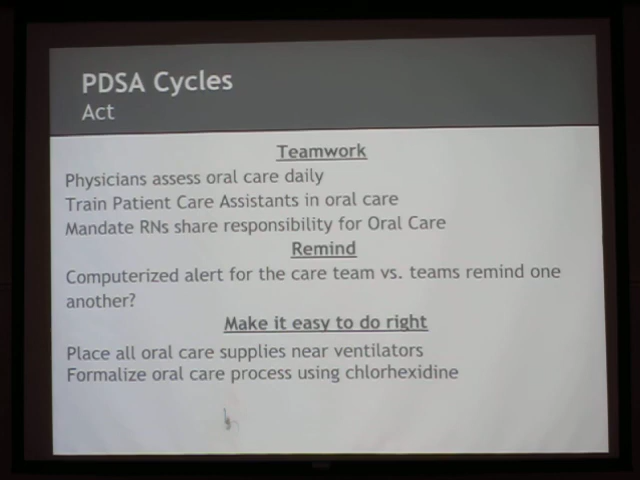 PDSA Cycles
Act
Teamwork
Physicians assess oral care daily
Train Patient Care Assistants in oral care
Mandate RNs share responsibility for Oral Care
Remind
Computerized alert for the care team vs. teams remind one
another?
Make it easy to do right
Place all oral care supplies near ventilators
Formalize oral care process using chlorhexidine